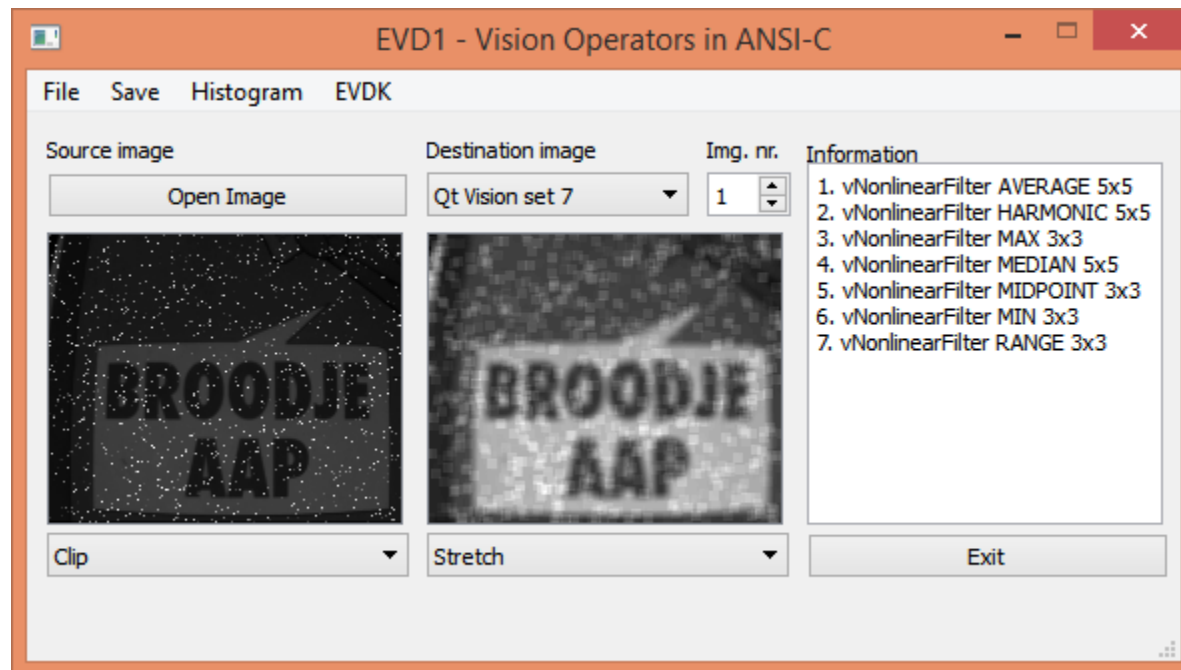 EVD1 - Vision Operators in ANSI-C
File Save Histogram EVDK
Source image
Destination image
Img. nr.
Information
Open Image
Qt Vision set 7
1
1. vNonlinearFilter AVERAGE 5x5
2. vNonlinearFilter HARMONIC 5x5
3. vNonlinearFilter MAX 3x3
4. vNonlinearFilter MEDIAN 5x5
5. vNonlinearFilter MIDPOINT 3x3
6. vNonlinearFilter MIN 3x3
7. vNonlinearFilter RANGE 3x3
BROODJE
AAP
BROODJE
AAP
Clip
Stretch
Exit